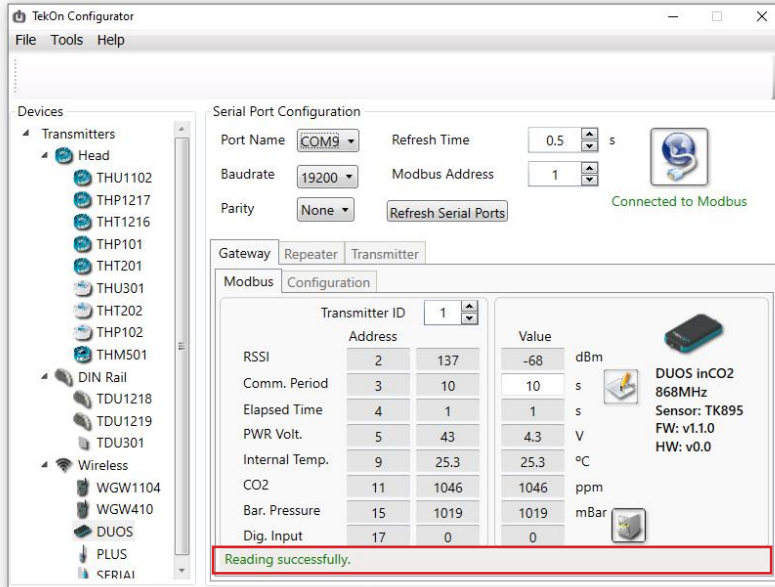 TekOn Configurator
File Tools Help
Devices
Transmitters
Head
THU1102
THP1217
THT1216
THP101
THT201
THU301
THT202
THP102
THM501
DIN Rail
TDU1218
TDU1219
TDU301
Wireless
WGW1104
WGW410
DUOS
PLUS
SERIAL
Serial Port Configuration
Port Name COM9 Refresh Time 0.5 s
Baudrate 19200 Modbus Address 1
Connected to Modbus
Parity None Refresh Serial Ports
Gateway Repeater Transmitter
Modbus Configuration
Transmitter ID 1
Address Value
RSSI 2 137 -68 dBm
Comm. Period 3 10 10 s
Elapsed Time 4 1 1 s
PWR Volt. 5 43 4.3 V
Internal Temp. 9 25.3 25.3 ºC
CO2 11 1046 1046 ppm
Bar. Pressure 15 1019 1019 mBar
Dig. Input 17 0 0
DUOS inCO2
868MHz
Sensor: TK895
FW: v1.1.0
HW: v0.0
Reading successfully.